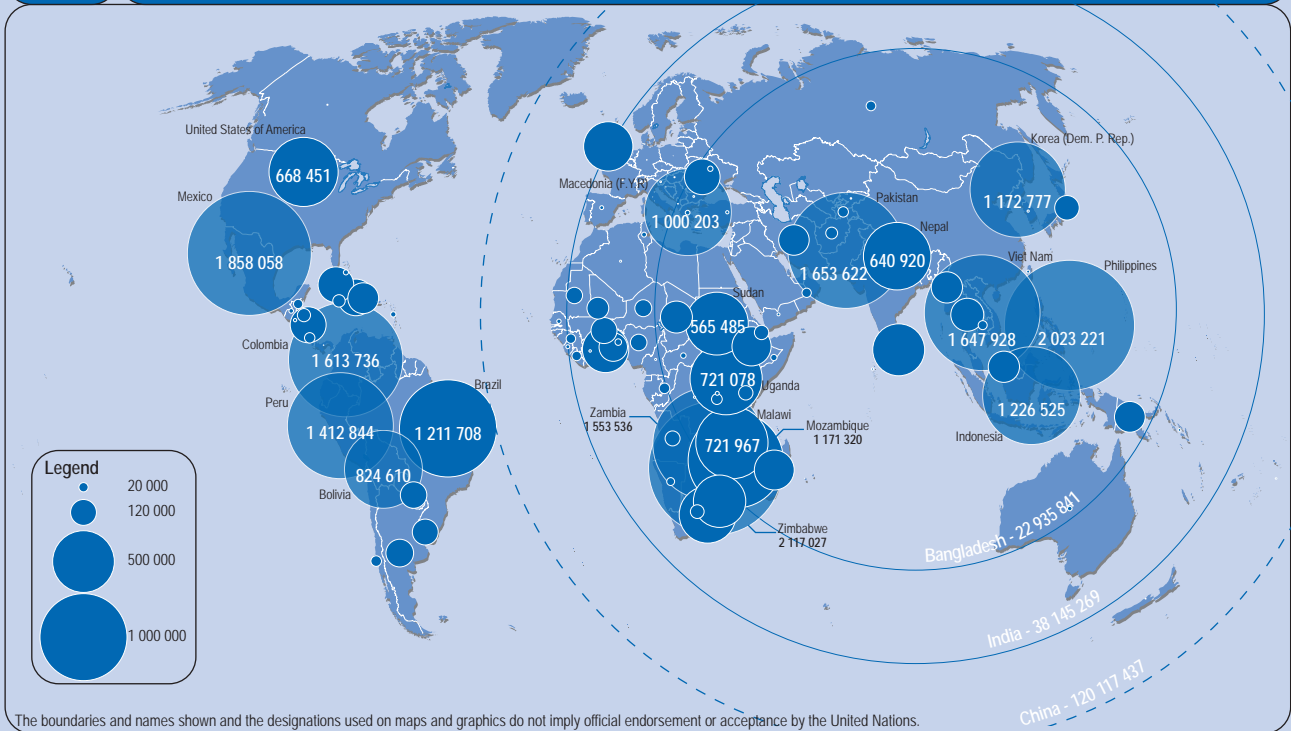 United States of America
668 451
Mexico
1 858 058
Colombia
1 613 736
Peru
1 412 844
Brazil
1 211 708
Bolivia
824 610
Macedonia (F.Y.R)
1 000 203
Pakistan
1 653 622
Nepal
640 920
Korea (Dem. P. Rep.)
1 172 777
Viet Nam
1 647 928
Philippines
2 023 221
Indonesia
1 226 525
Sudan
565 485
721 078
Uganda
Zambia
1 553 536
Malawi
721 967
Mozambique
1 171 320
Zimbabwe
2 117 027
Bangladesh - 22 935 841
India - 38 145 269
China - 120 117 437
Legend
20 000
120 000
500 000
1 000 000
The boundaries and names shown and the designations used on maps and graphics do not imply official endorsement or acceptance by the United Nations.